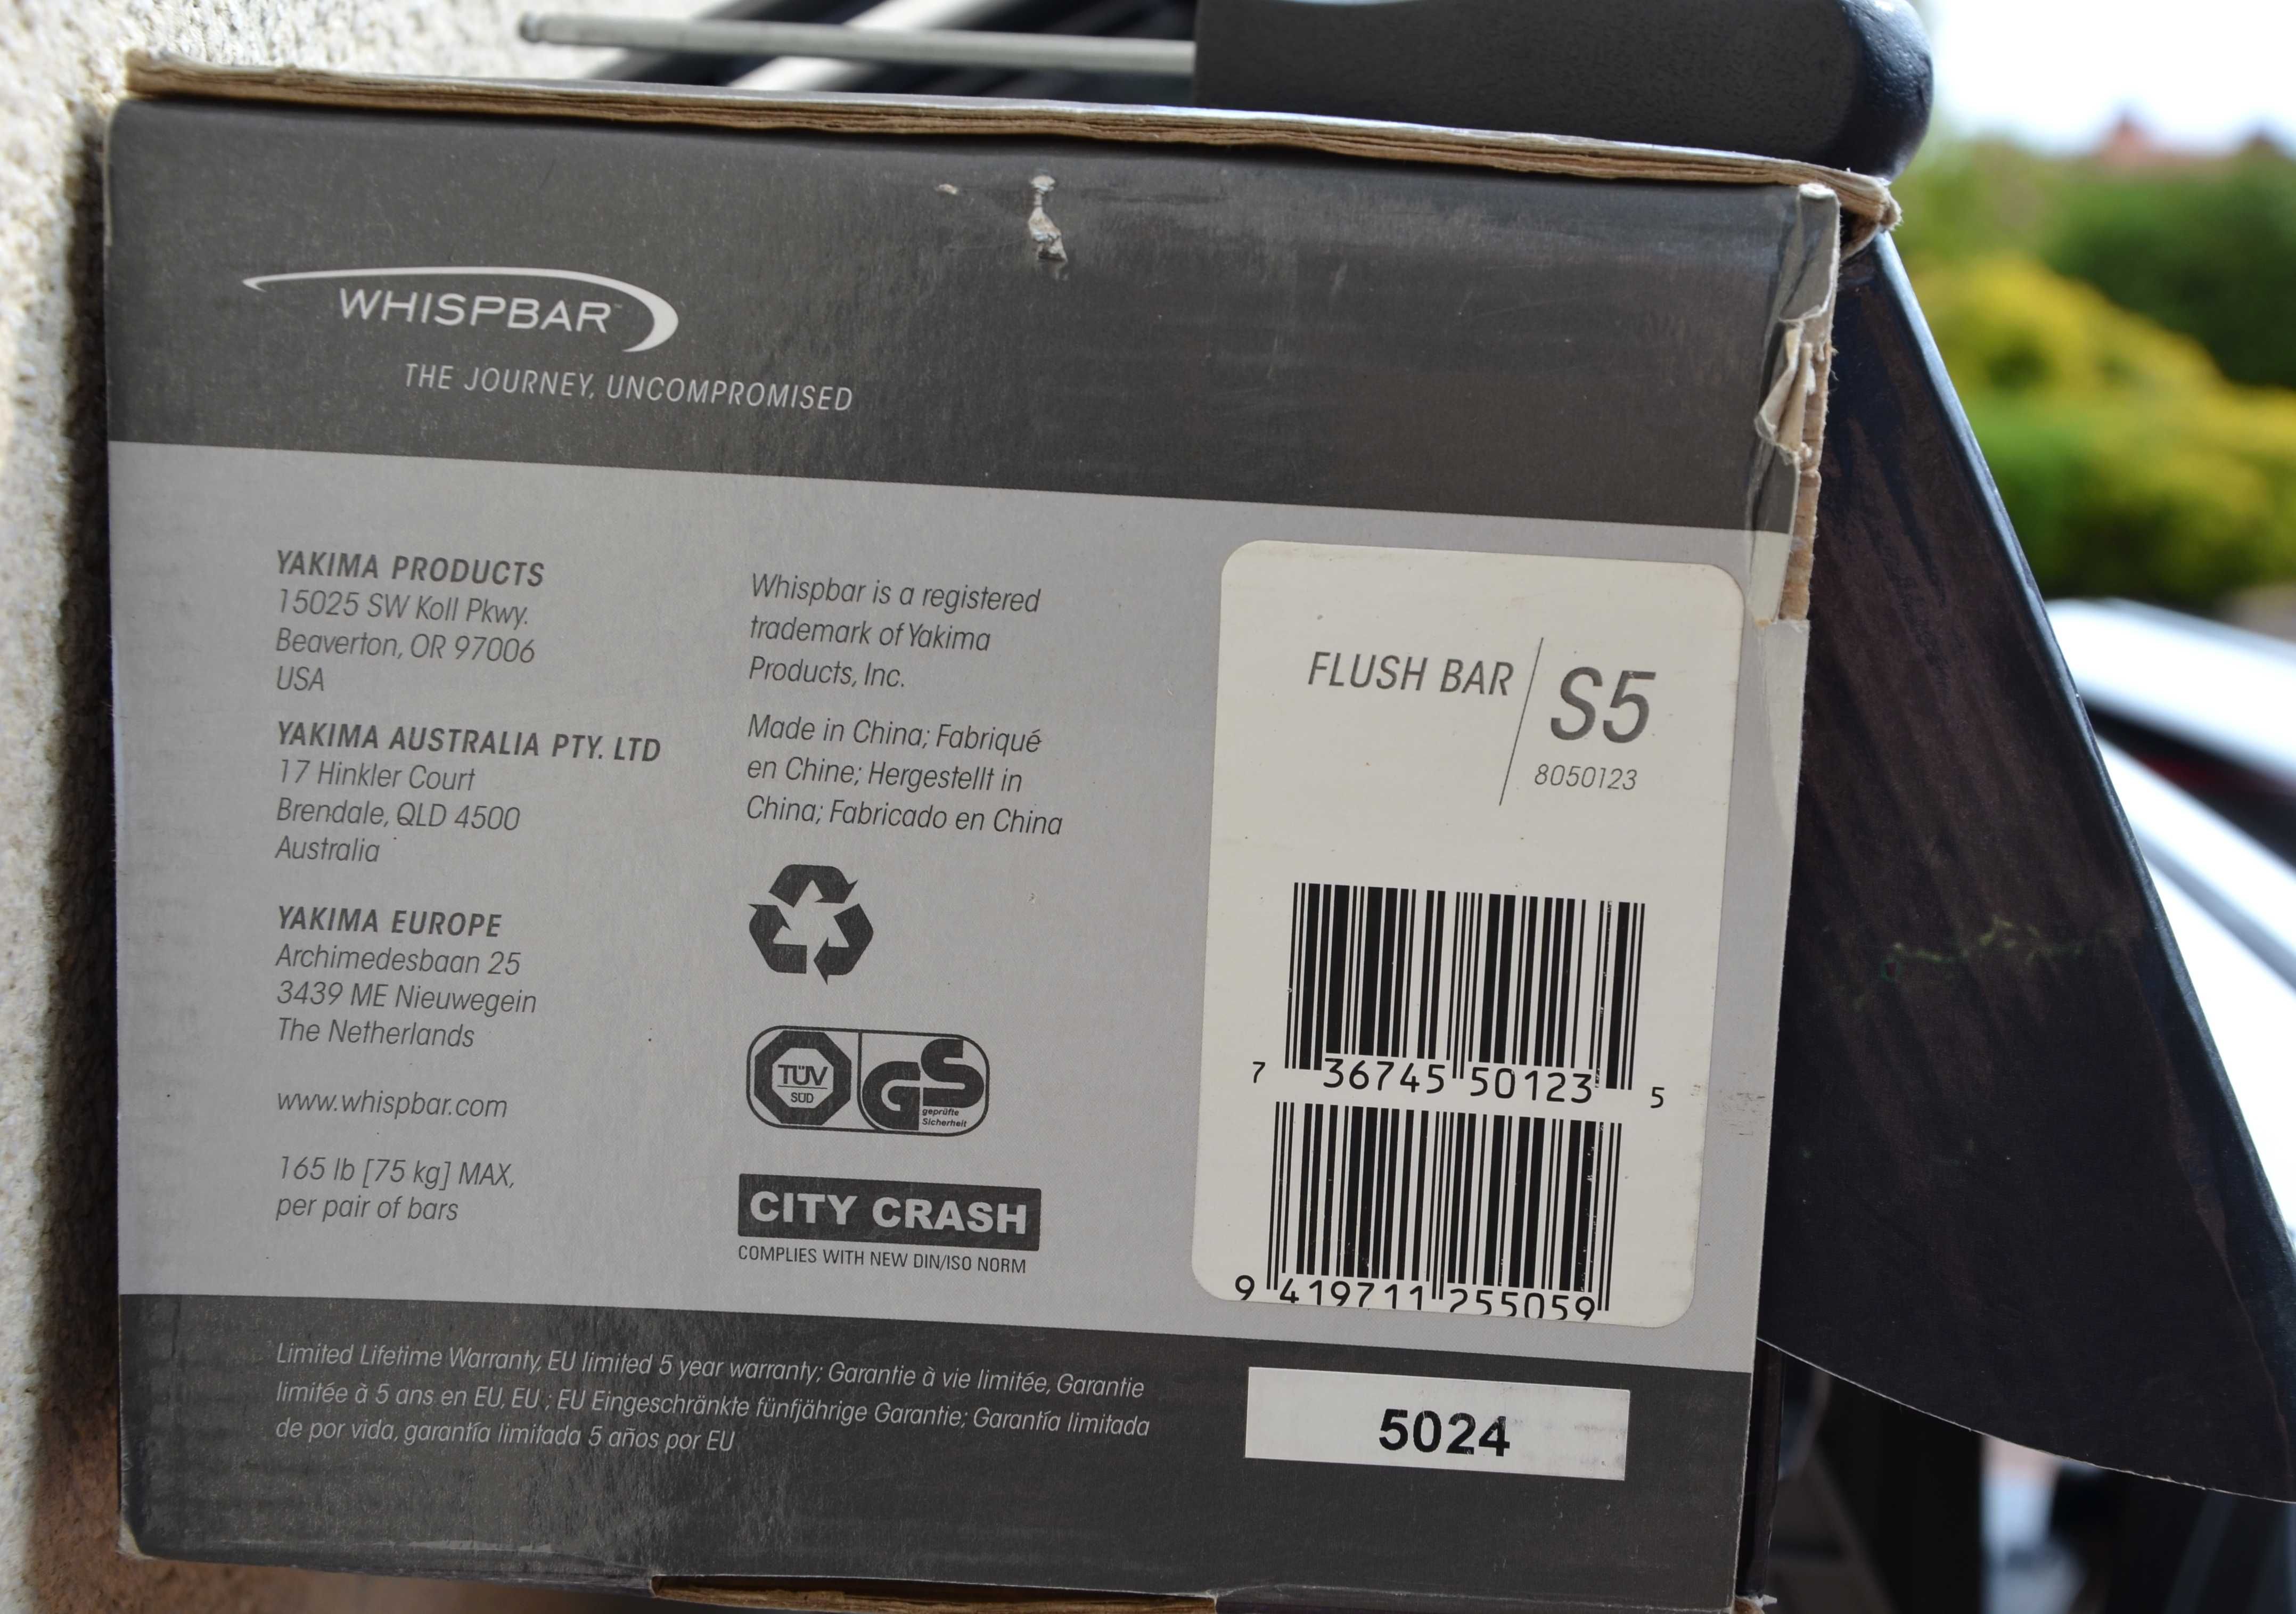 WHISPBAR™
THE JOURNEY, UNCOMPROMISED
YAKIMA PRODUCTS
15025 SW Koll Pkwy.
Beaverton, OR 97006
USA
YAKIMA AUSTRALIA PTY. LTD
17 Hinkler Court
Brendale, QLD 4500
Australia
YAKIMA EUROPE
Archimedesbaan 25
3439 ME Nieuwegein
The Netherlands
www.whispbar.com
165 lb [75 kg] MAX,
per pair of bars
Whispbar is a registered
trademark of Yakima
Products, Inc.
Made in China; Fabriqué
en Chine; Hergestellt in
China; Fabricado en China
TÜV
SÜD
GS
geprüfte
Sicherheit
CITY CRASH
COMPLIES WITH NEW DIN/ISO NORM
FLUSH BAR / S5
8050123
7 36745 50123 5
9 419711 255059
Limited Lifetime Warranty, EU limited 5 year warranty; Garantie à vie limitée, Garantie
limitée à 5 ans en EU, EU ; EU Eingeschränkte fünfjährige Garantie; Garantía limitada
de por vida, garantía limitada 5 años por EU
5024